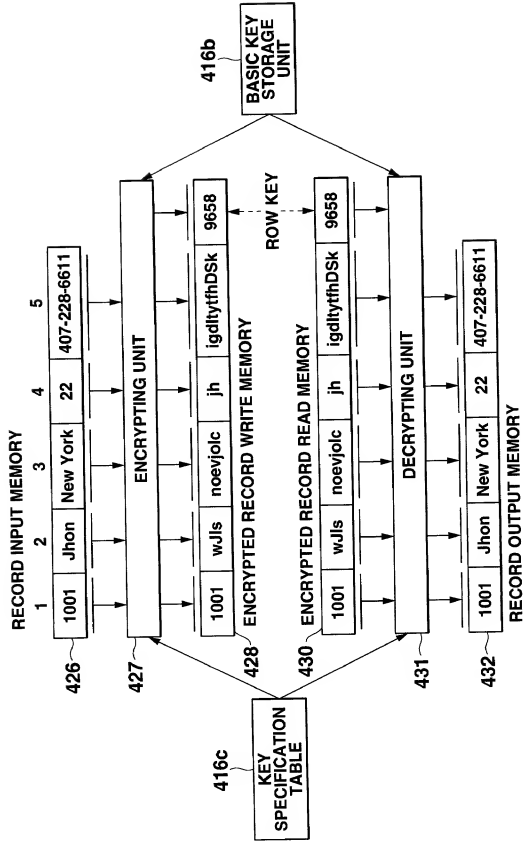 RECORD INPUT MEMORY
1 2 3 4 5
426
1001 Jhon New York 22 407-228-6611
427
ENCRYPTING UNIT
428
1001 wJls noevjolc jh igdltytfhDSk 9658
ENCRYPTED RECORD WRITE MEMORY
ROW KEY
416c
KEY
SPECIFICATION
TABLE
416b
BASIC KEY
STORAGE
UNIT
ENCRYPTED RECORD READ MEMORY
430
1001 wJls noevjolc jh igdltytfhDSk 9658
431
DECRYPTING UNIT
432
1001 Jhon New York 22 407-228-6611
RECORD OUTPUT MEMORY